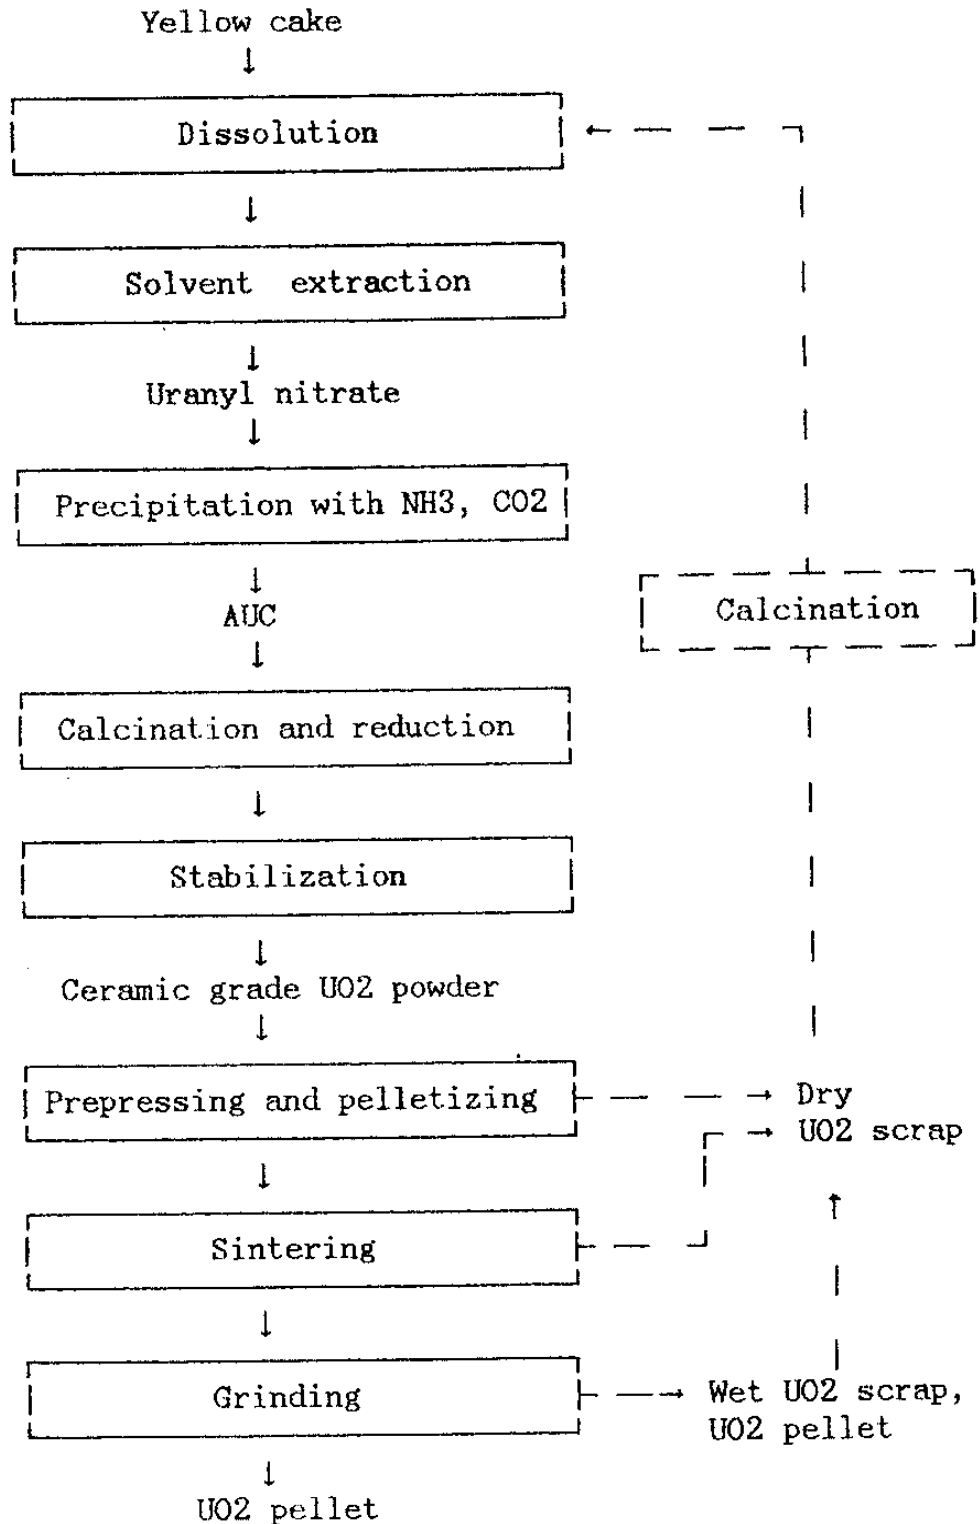 Yellow cake
Dissolution
Solvent extraction
Uranyl nitrate
Precipitation with NH3, CO2
AUC
Calcination
Calcination and reduction
Stabilization
Ceramic grade UO2 powder
Prepressing and pelletizing
Dry
UO2 scrap
Sintering
Grinding
Wet UO2 scrap,
UO2 pellet
UO2 pellet